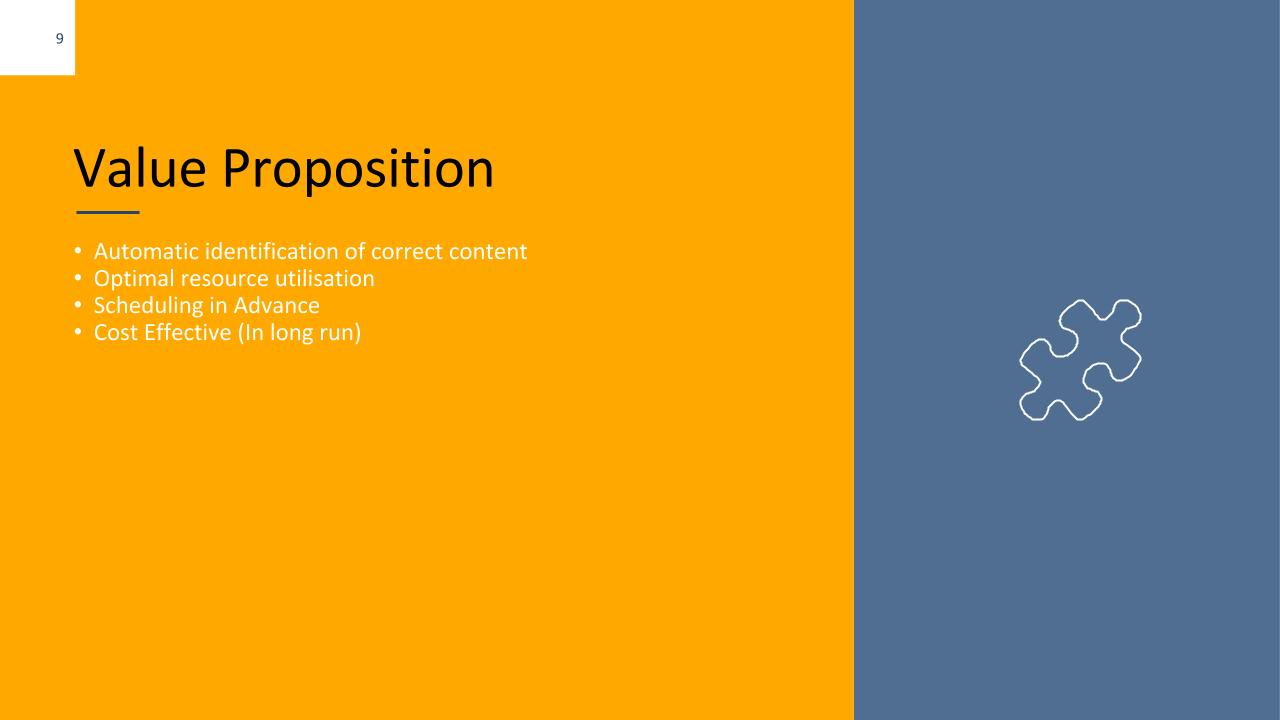 9
Value Proposition
• Automatic identification of correct content
• Optimal resource utilisation
• Scheduling in Advance
• Cost Effective (In long run)